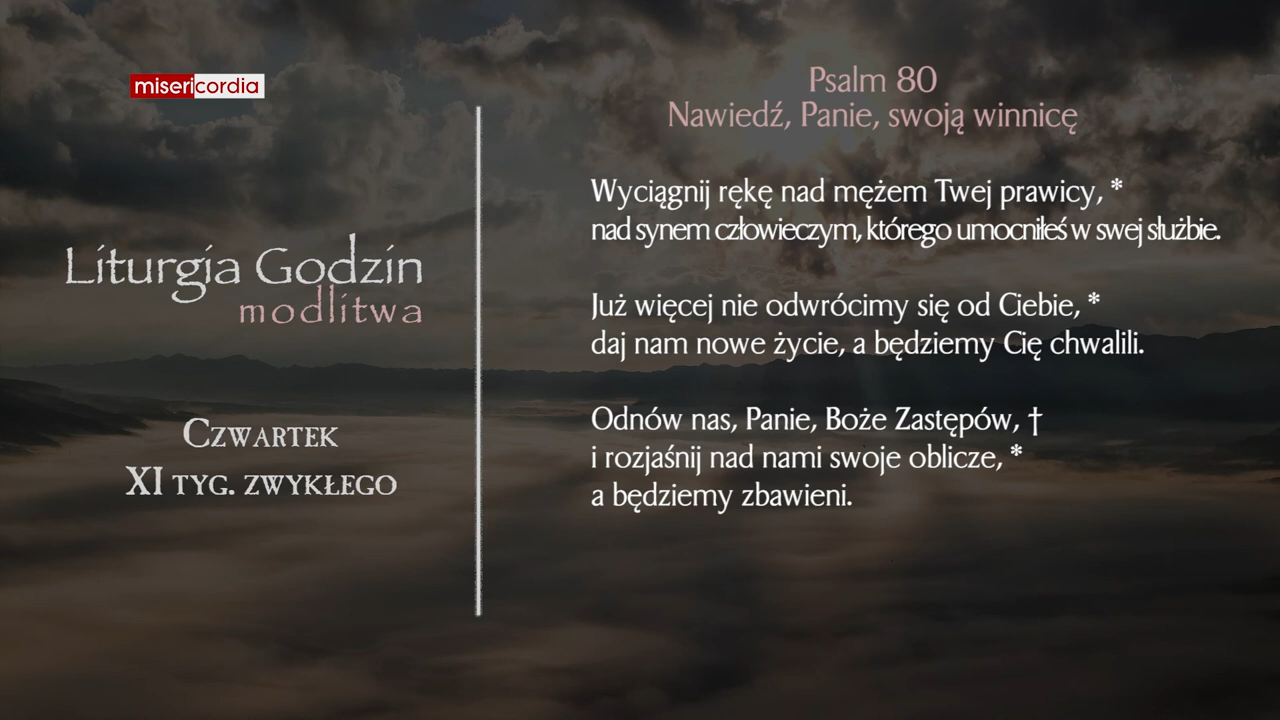 misericordia
Liturgia Godzin
modlitwa
Czwartek
XI tyg. zwykłego
Psalm 80
Nawiedź, Panie, swoją winnicę
Wyciągnij rękę nad mężem Twej prawicy, *
nad synem człowieczym, którego umocniłeś w swej służbie.
Już więcej nie odwrócimy się od Ciebie, *
daj nam nowe życie, a będziemy Cię chwalili.
Odnów nas, Panie, Boże Zastępów, †
i rozjaśnij nad nami swoje oblicze, *
a będziemy zbawieni.